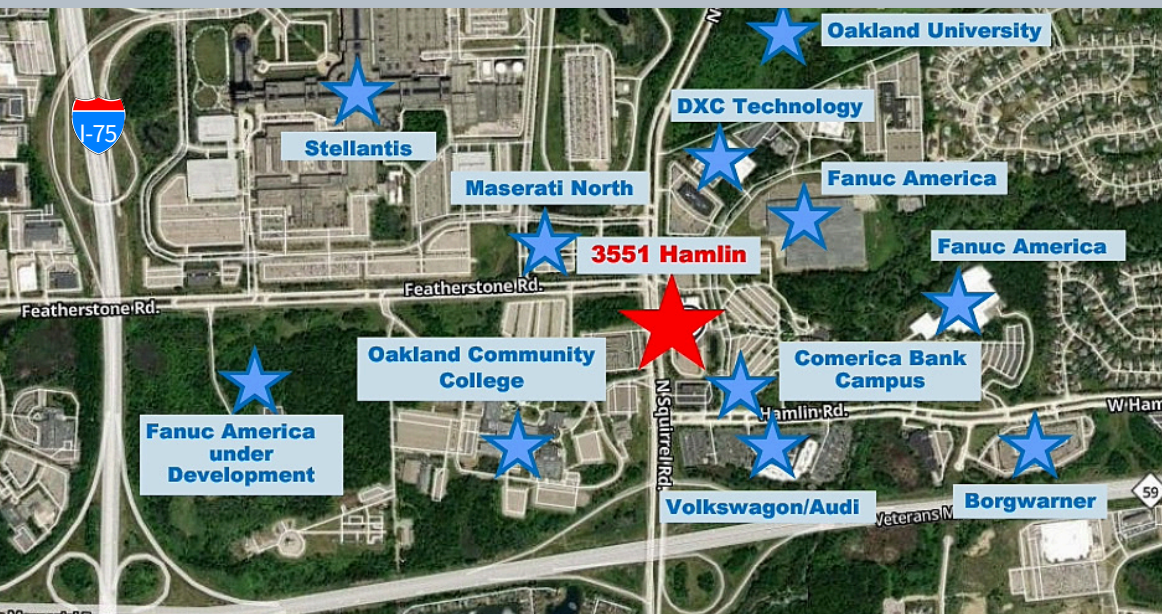 N
Oakland University
DXC Technology
I-75
Stellantis
Maserati North
Fanuc America
3551 Hamlin
Fanuc America
Featherstone Rd.
Featherstone Rd.
Oakland Community
College
Comerica Bank
Campus
N Squirrel Rd.
Hamlin Rd.
W Ham
Fanuc America
under
Development
Volkswagon/Audi
Borgwarner
59
Veterans M